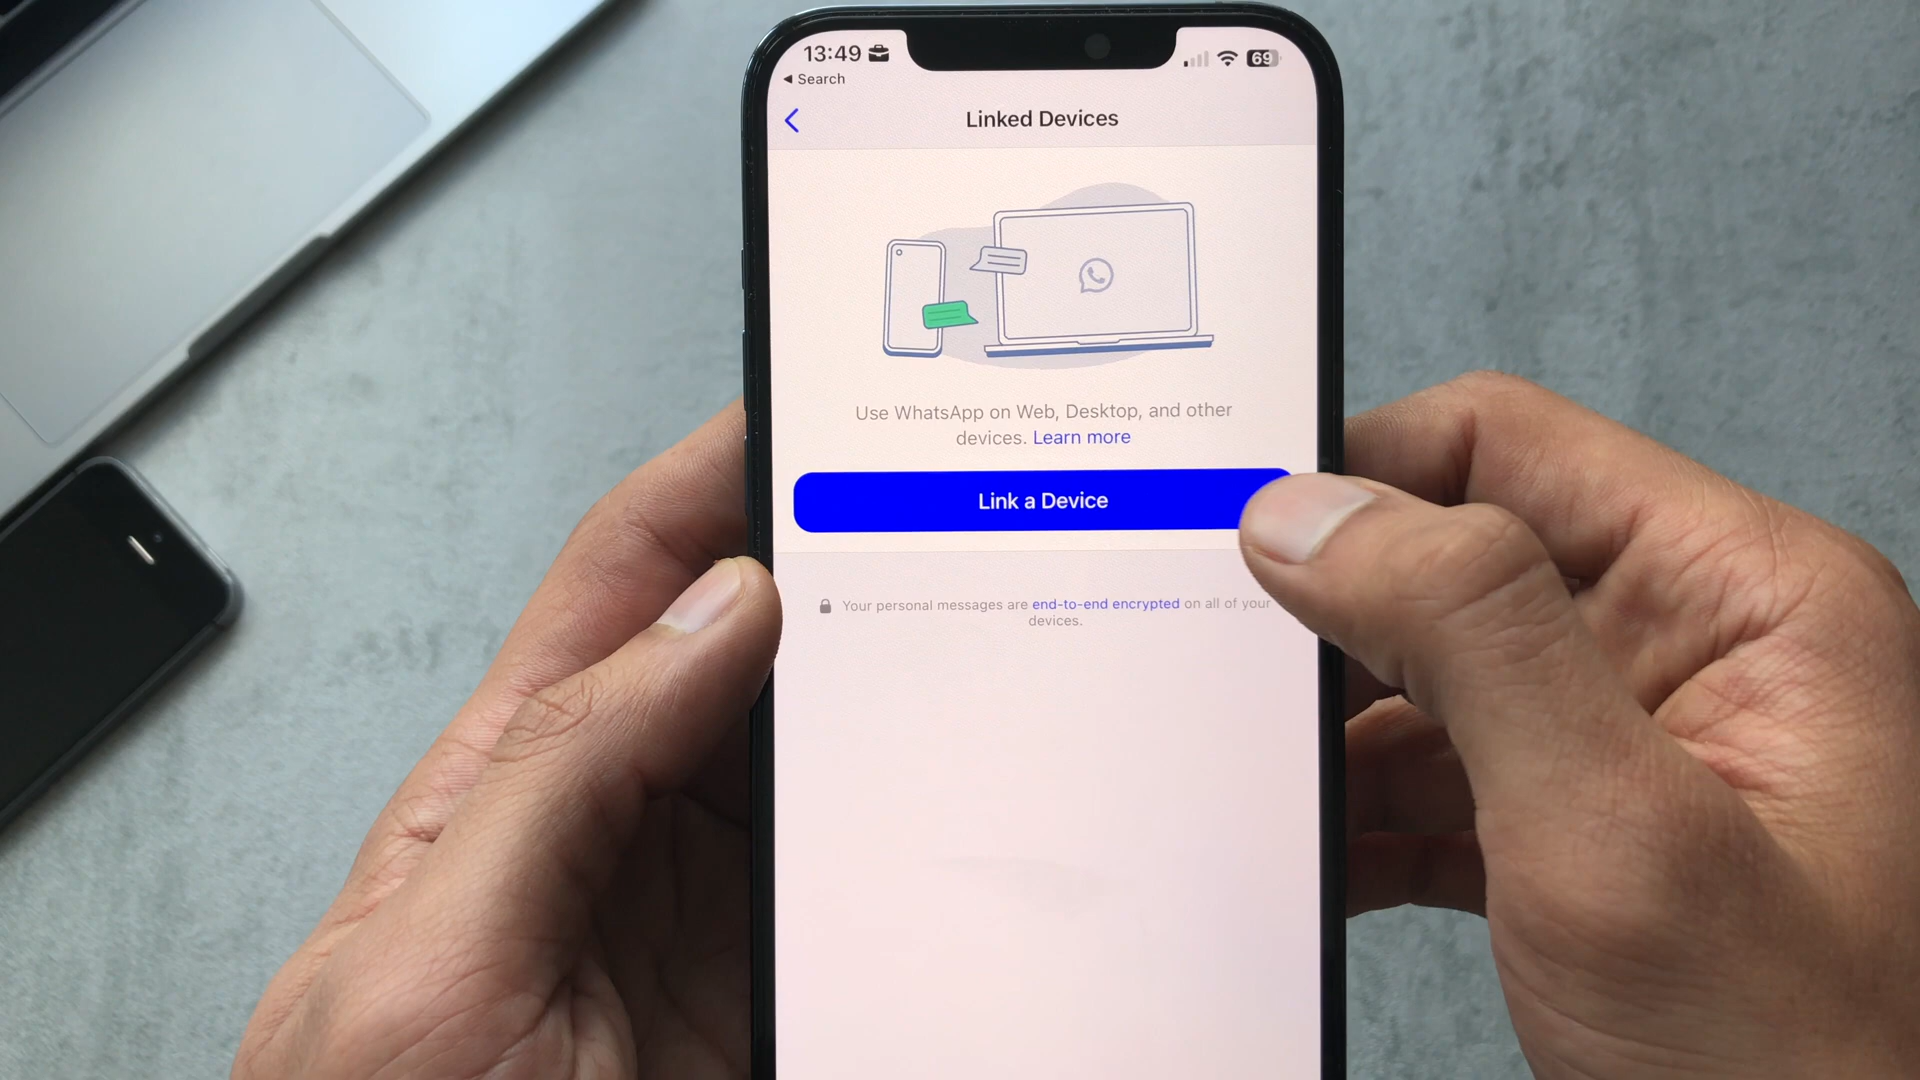 13:49
69
Search
Linked Devices
Use WhatsApp on Web, Desktop, and other
devices. Learn more
Link a Device
Your personal messages are end-to-end encrypted on all of your
devices.